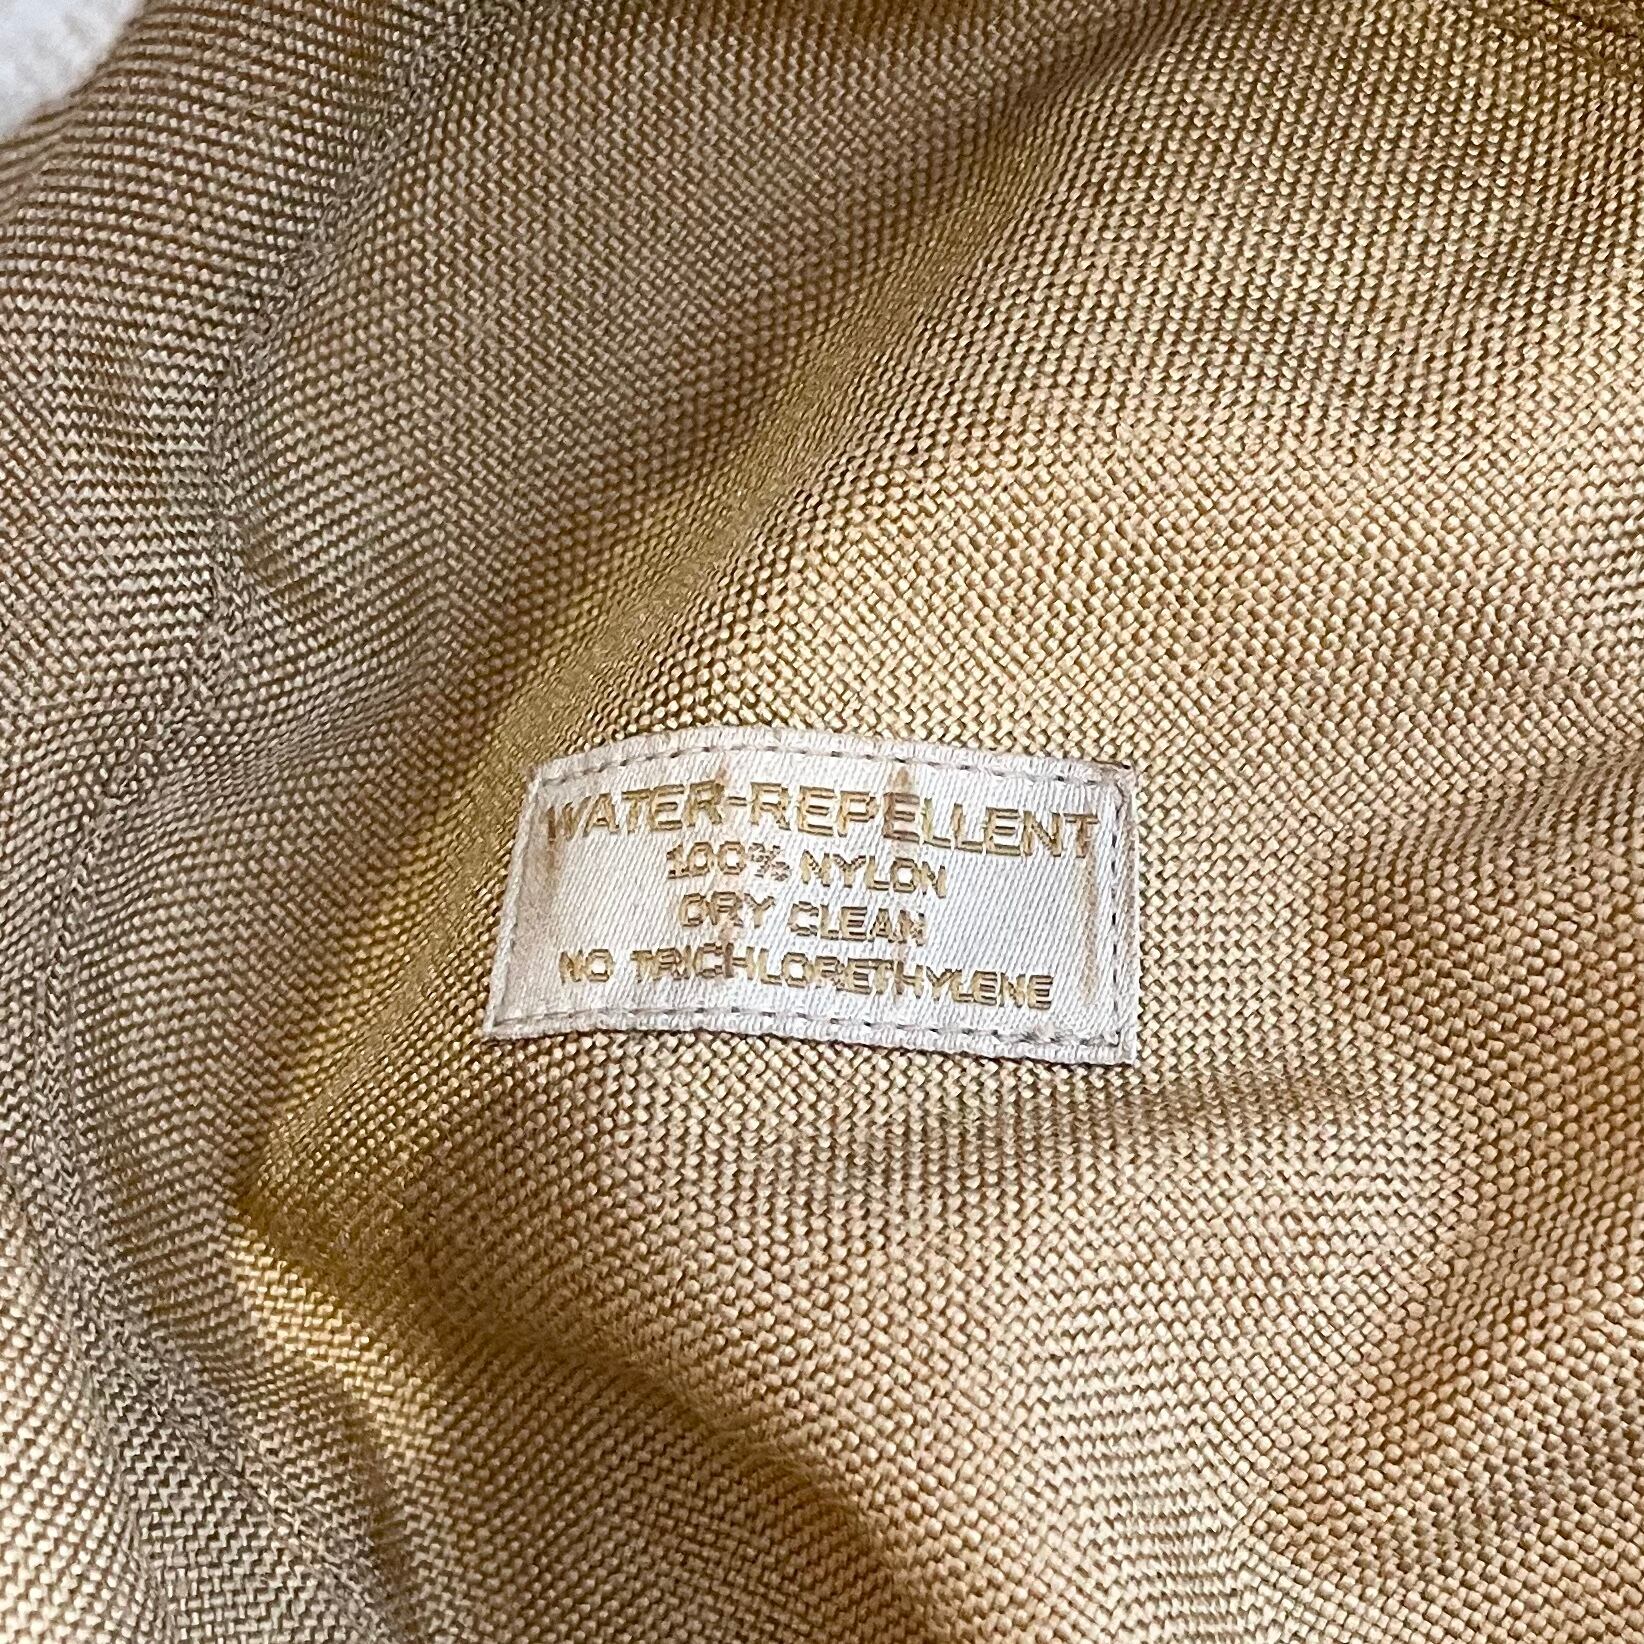 WATER-REPELLENT
100% NYLON
DRY CLEAN
NO TRICHLORETHYLENE